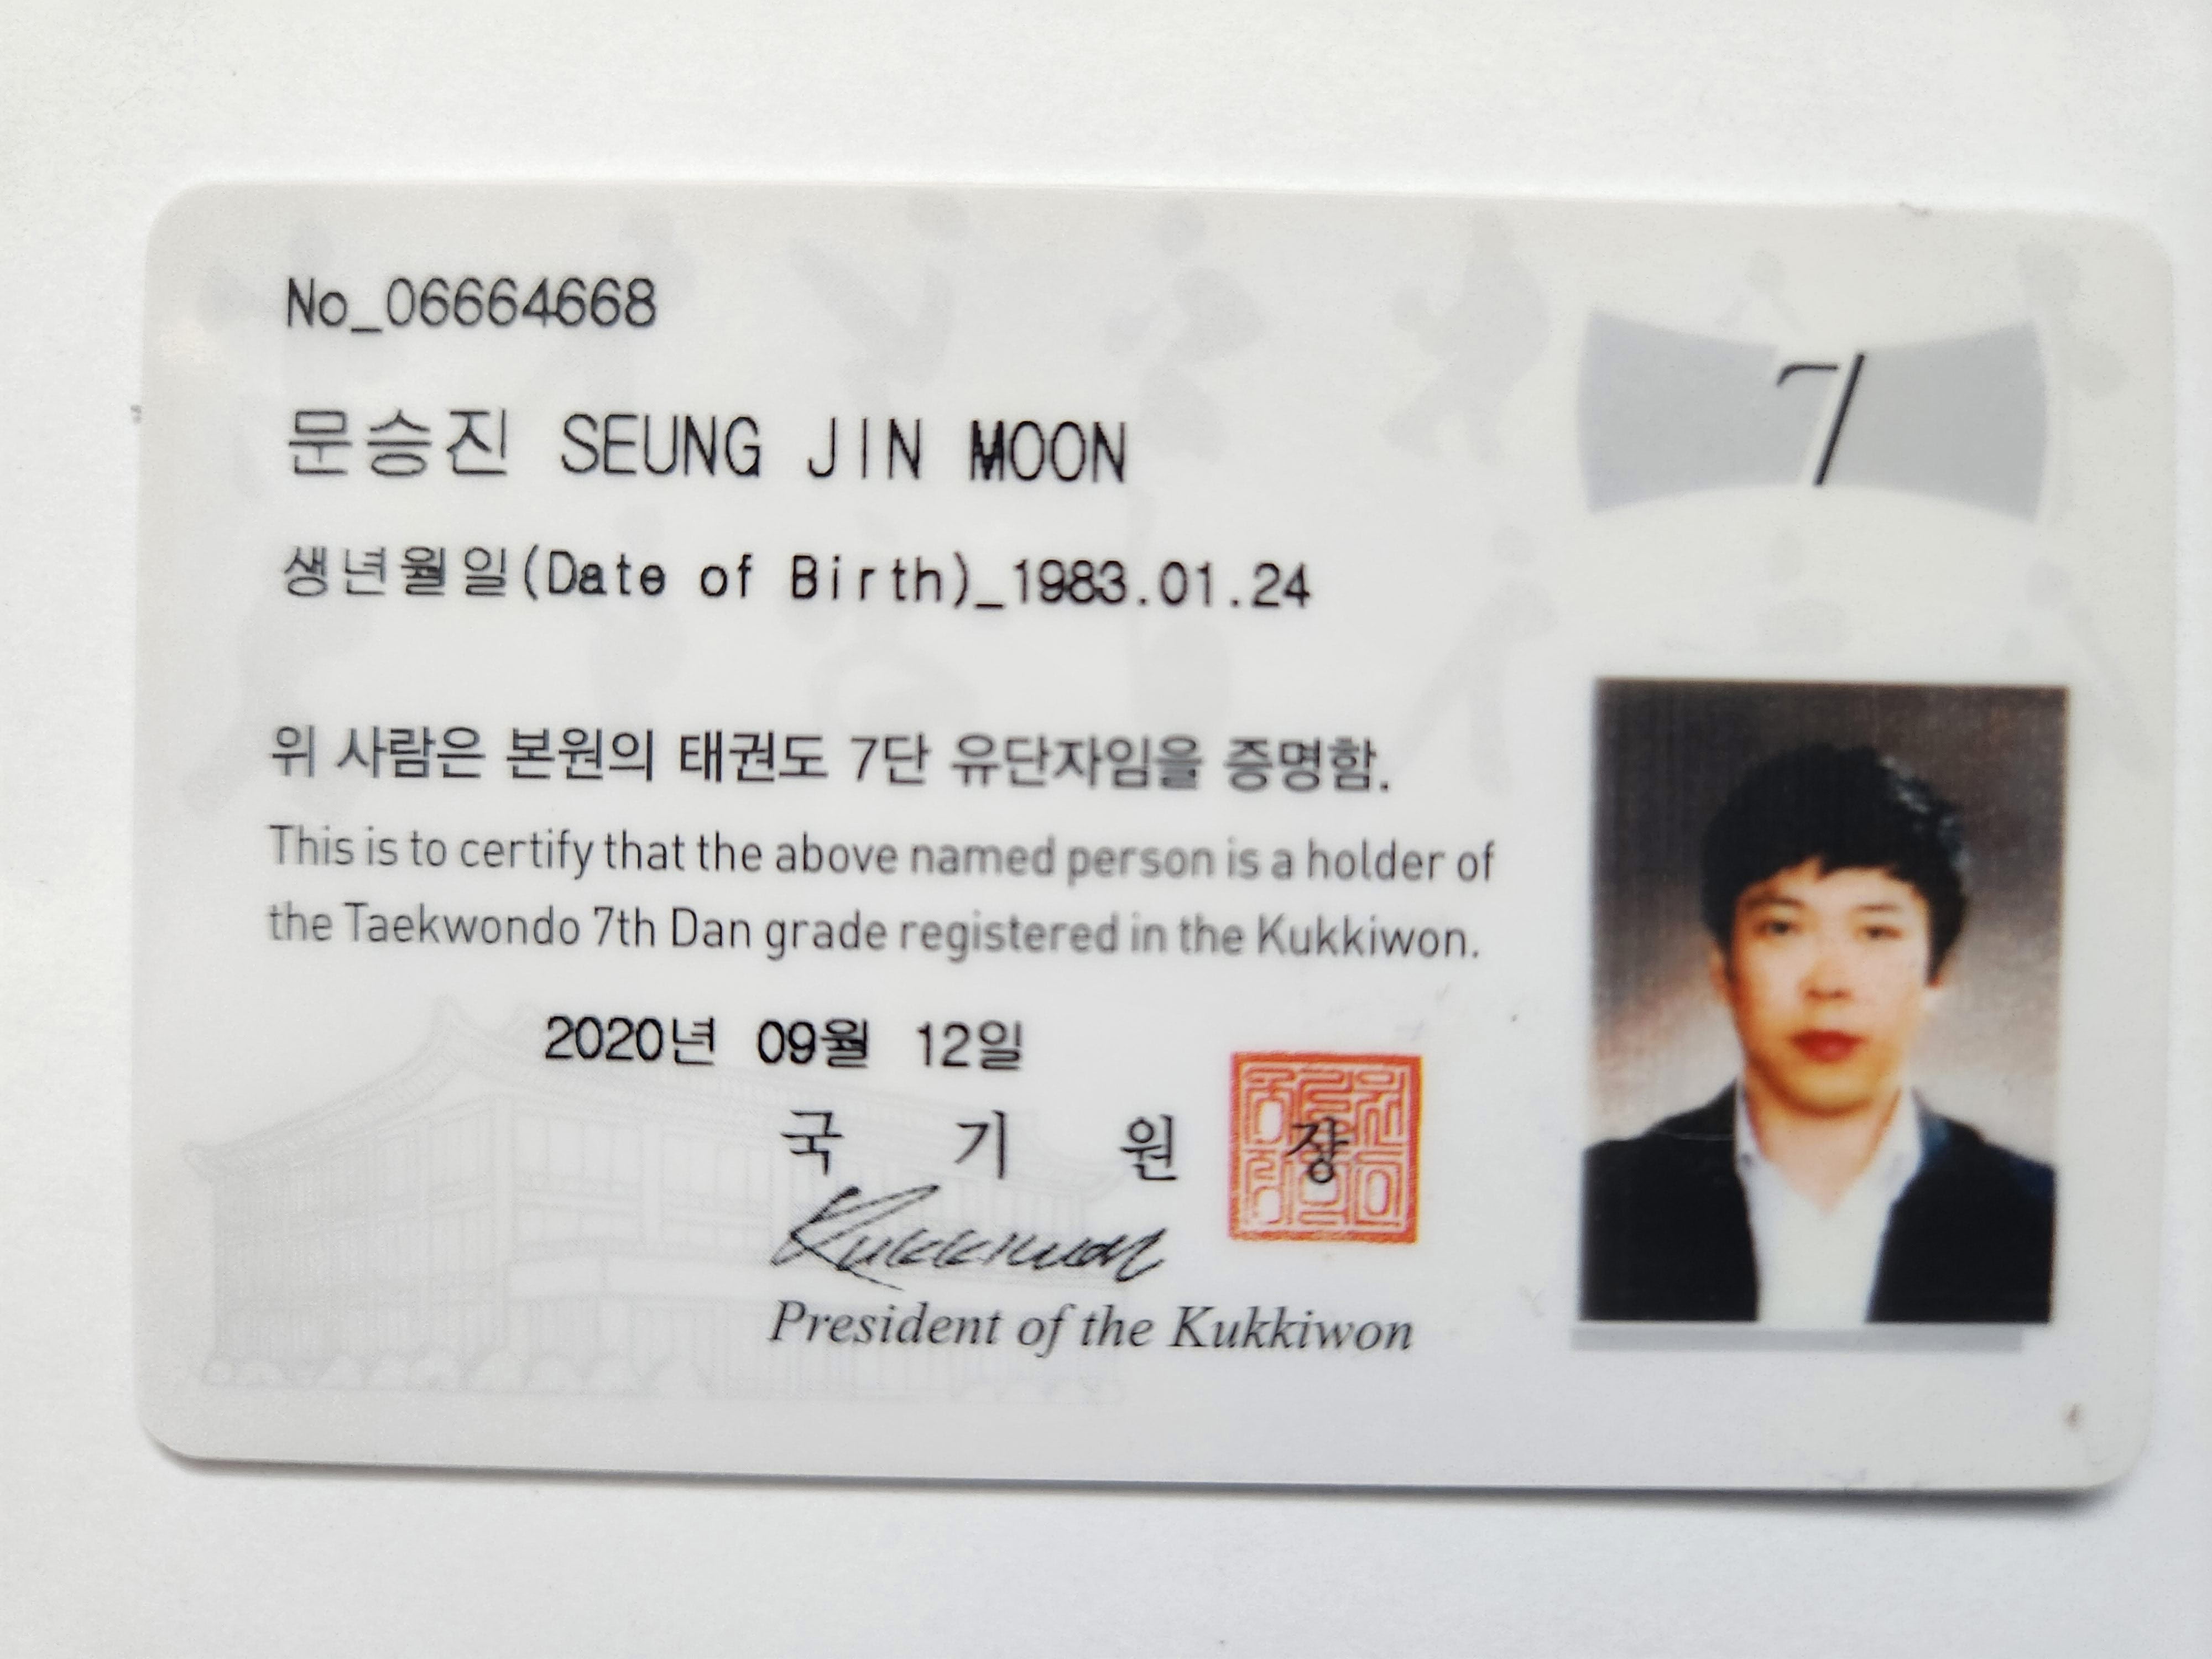 No_06664668
7
문승진 SEUNG JIN MOON
생년월일(Date of Birth)_1983.01.24
위 사람은 본원의 태권도 7단 유단자임을 증명함.
This is to certify that the above named person is a holder of
the Taekwondo 7th Dan grade registered in the Kukkiwon.
2020년 09월 12일
국 기 원 장
Kukkiwon
President of the Kukkiwon